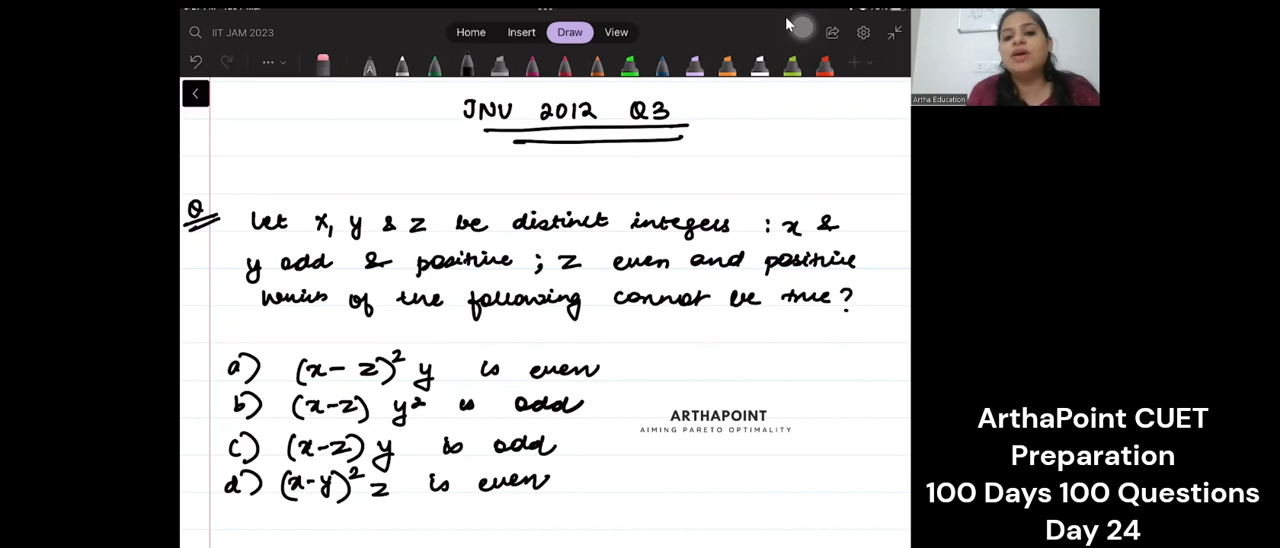 IIT JAM 2023
Home Insert Draw View
Artha Education
JNU 2012 Q3
Q
Let x, y & z be distinct integers : x &
y odd & positive ; z even and positive
which of the following cannot be true?
a) (x - z)² y is even
b) (x-z) y² is odd
c) (x-z) y is odd
d) (x-y)² z is even
ARTHAPOINT
AIMING PARETO OPTIMALITY
ArthaPoint CUET
Preparation
100 Days 100 Questions
Day 24